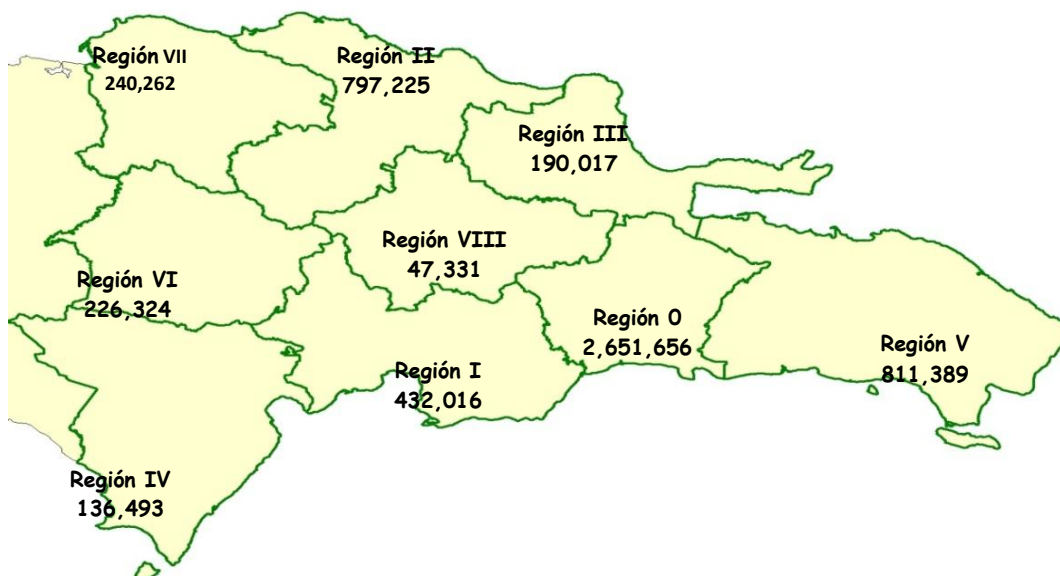 Región VII
240,262
Región II
797,225
Región III
190,017
Región VIII
47,331
Región VI
226,324
Región 0
2,651,656
Región V
811,389
Región I
432,016
Región IV
136,493